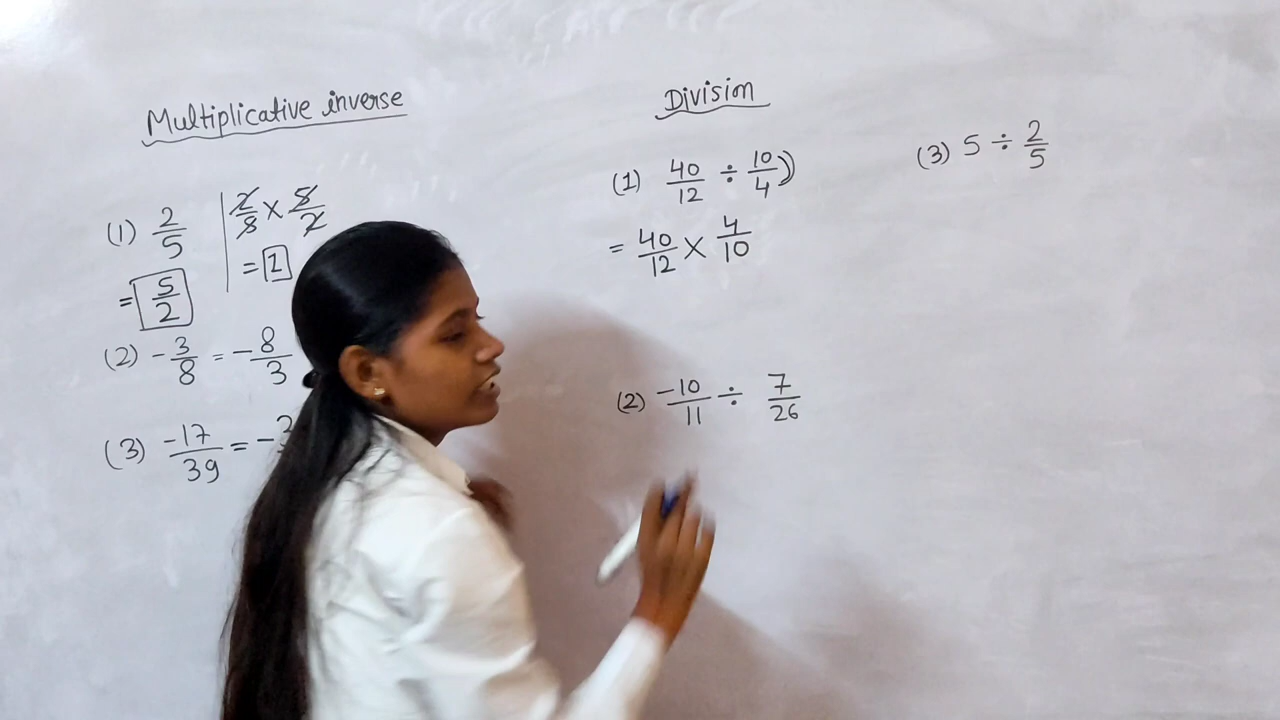 Multiplicative inverse
(1) 2/5 | 2/5 × 5/2
= 5/2 = 1
(2) -3/8 = -8/3
(3) -17/39 = -
Division
(1) 40/12 ÷ 10/4)
= 40/12 × 4/10
(2) -10/11 ÷ 7/26
(3) 5 ÷ 2/5